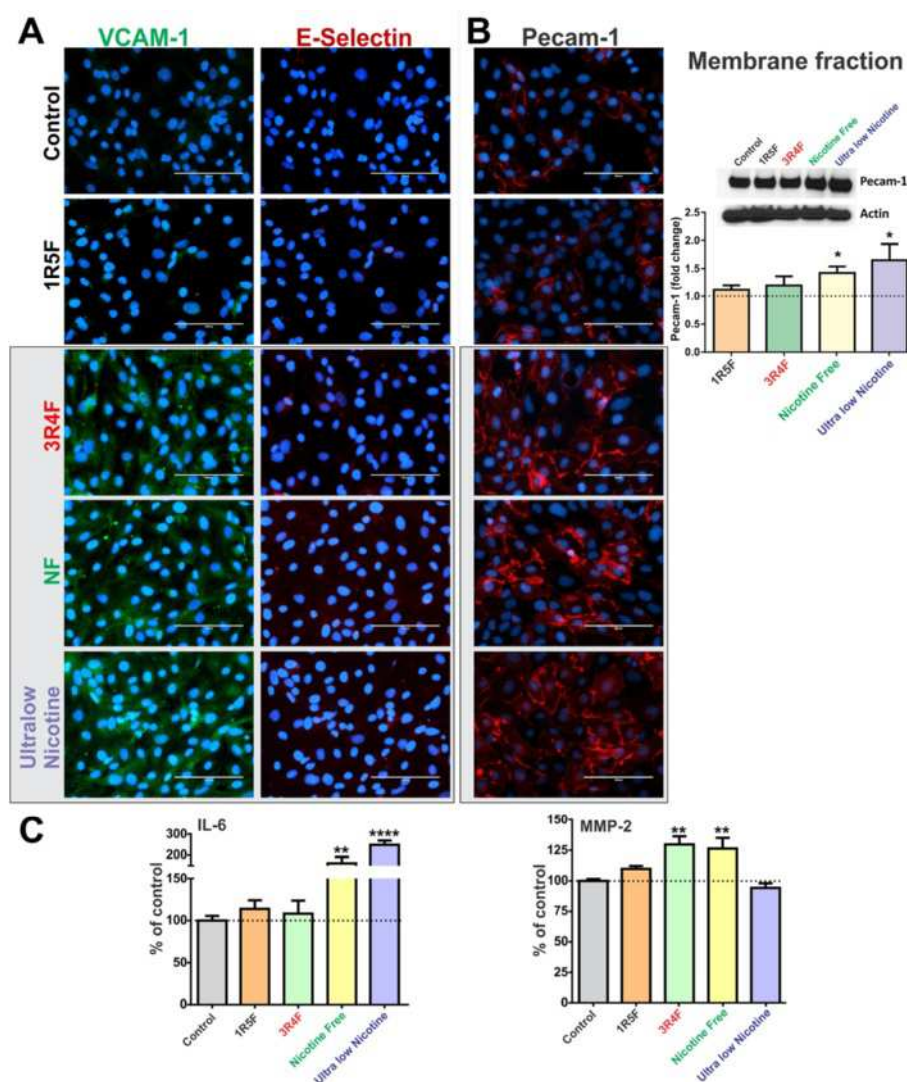 A
VCAM-1
E-Selectin
B
Pecam-1
Membrane fraction
Control
1R5F
3R4F
NF
Ultralow
Nicotine
Control
1R5F
3R4F
Nicotine Free
Ultra low Nicotine
Pecam-1
Actin
Pecam-1 (fold change)
2.5
2.0
1.5
1.0
0.5
0.0
*
*
1R5F
3R4F
Nicotine Free
Ultra low Nicotine
C
IL-6
% of control
300
200
150
100
50
0
**
****
Control
1R5F
3R4F
Nicotine Free
Ultra low Nicotine
MMP-2
% of control
150
125
100
75
50
25
0
**
**
Control
1R5F
3R4F
Nicotine Free
Ultra low Nicotine